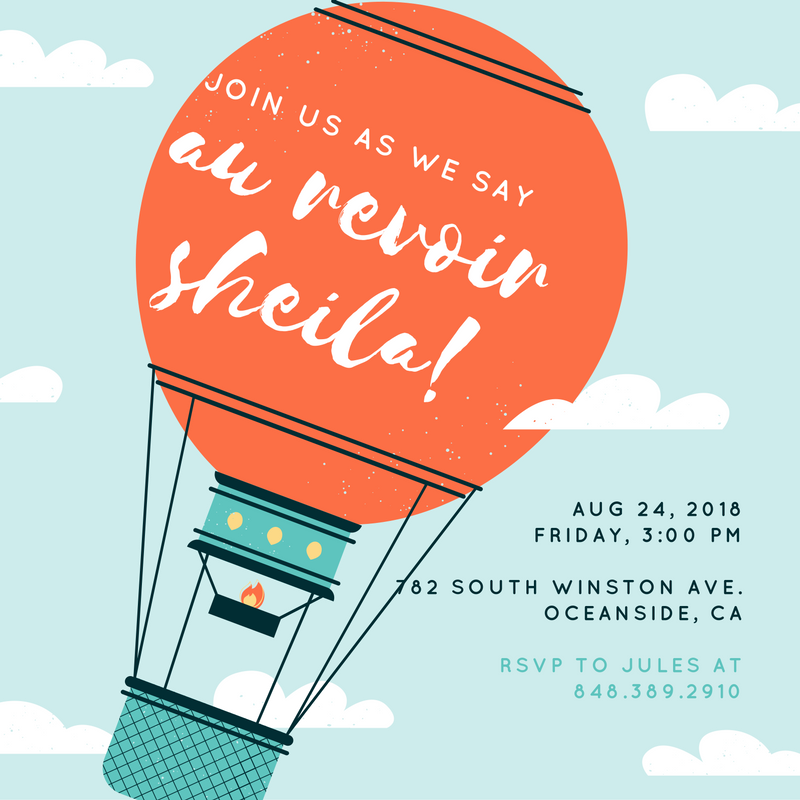 JOIN US AS WE SAY
au revoir
sheila!
AUG 24, 2018
FRIDAY, 3:00 PM
782 SOUTH WINSTON AVE.
OCEANSIDE, CA
RSVP TO JULES AT
848.389.2910